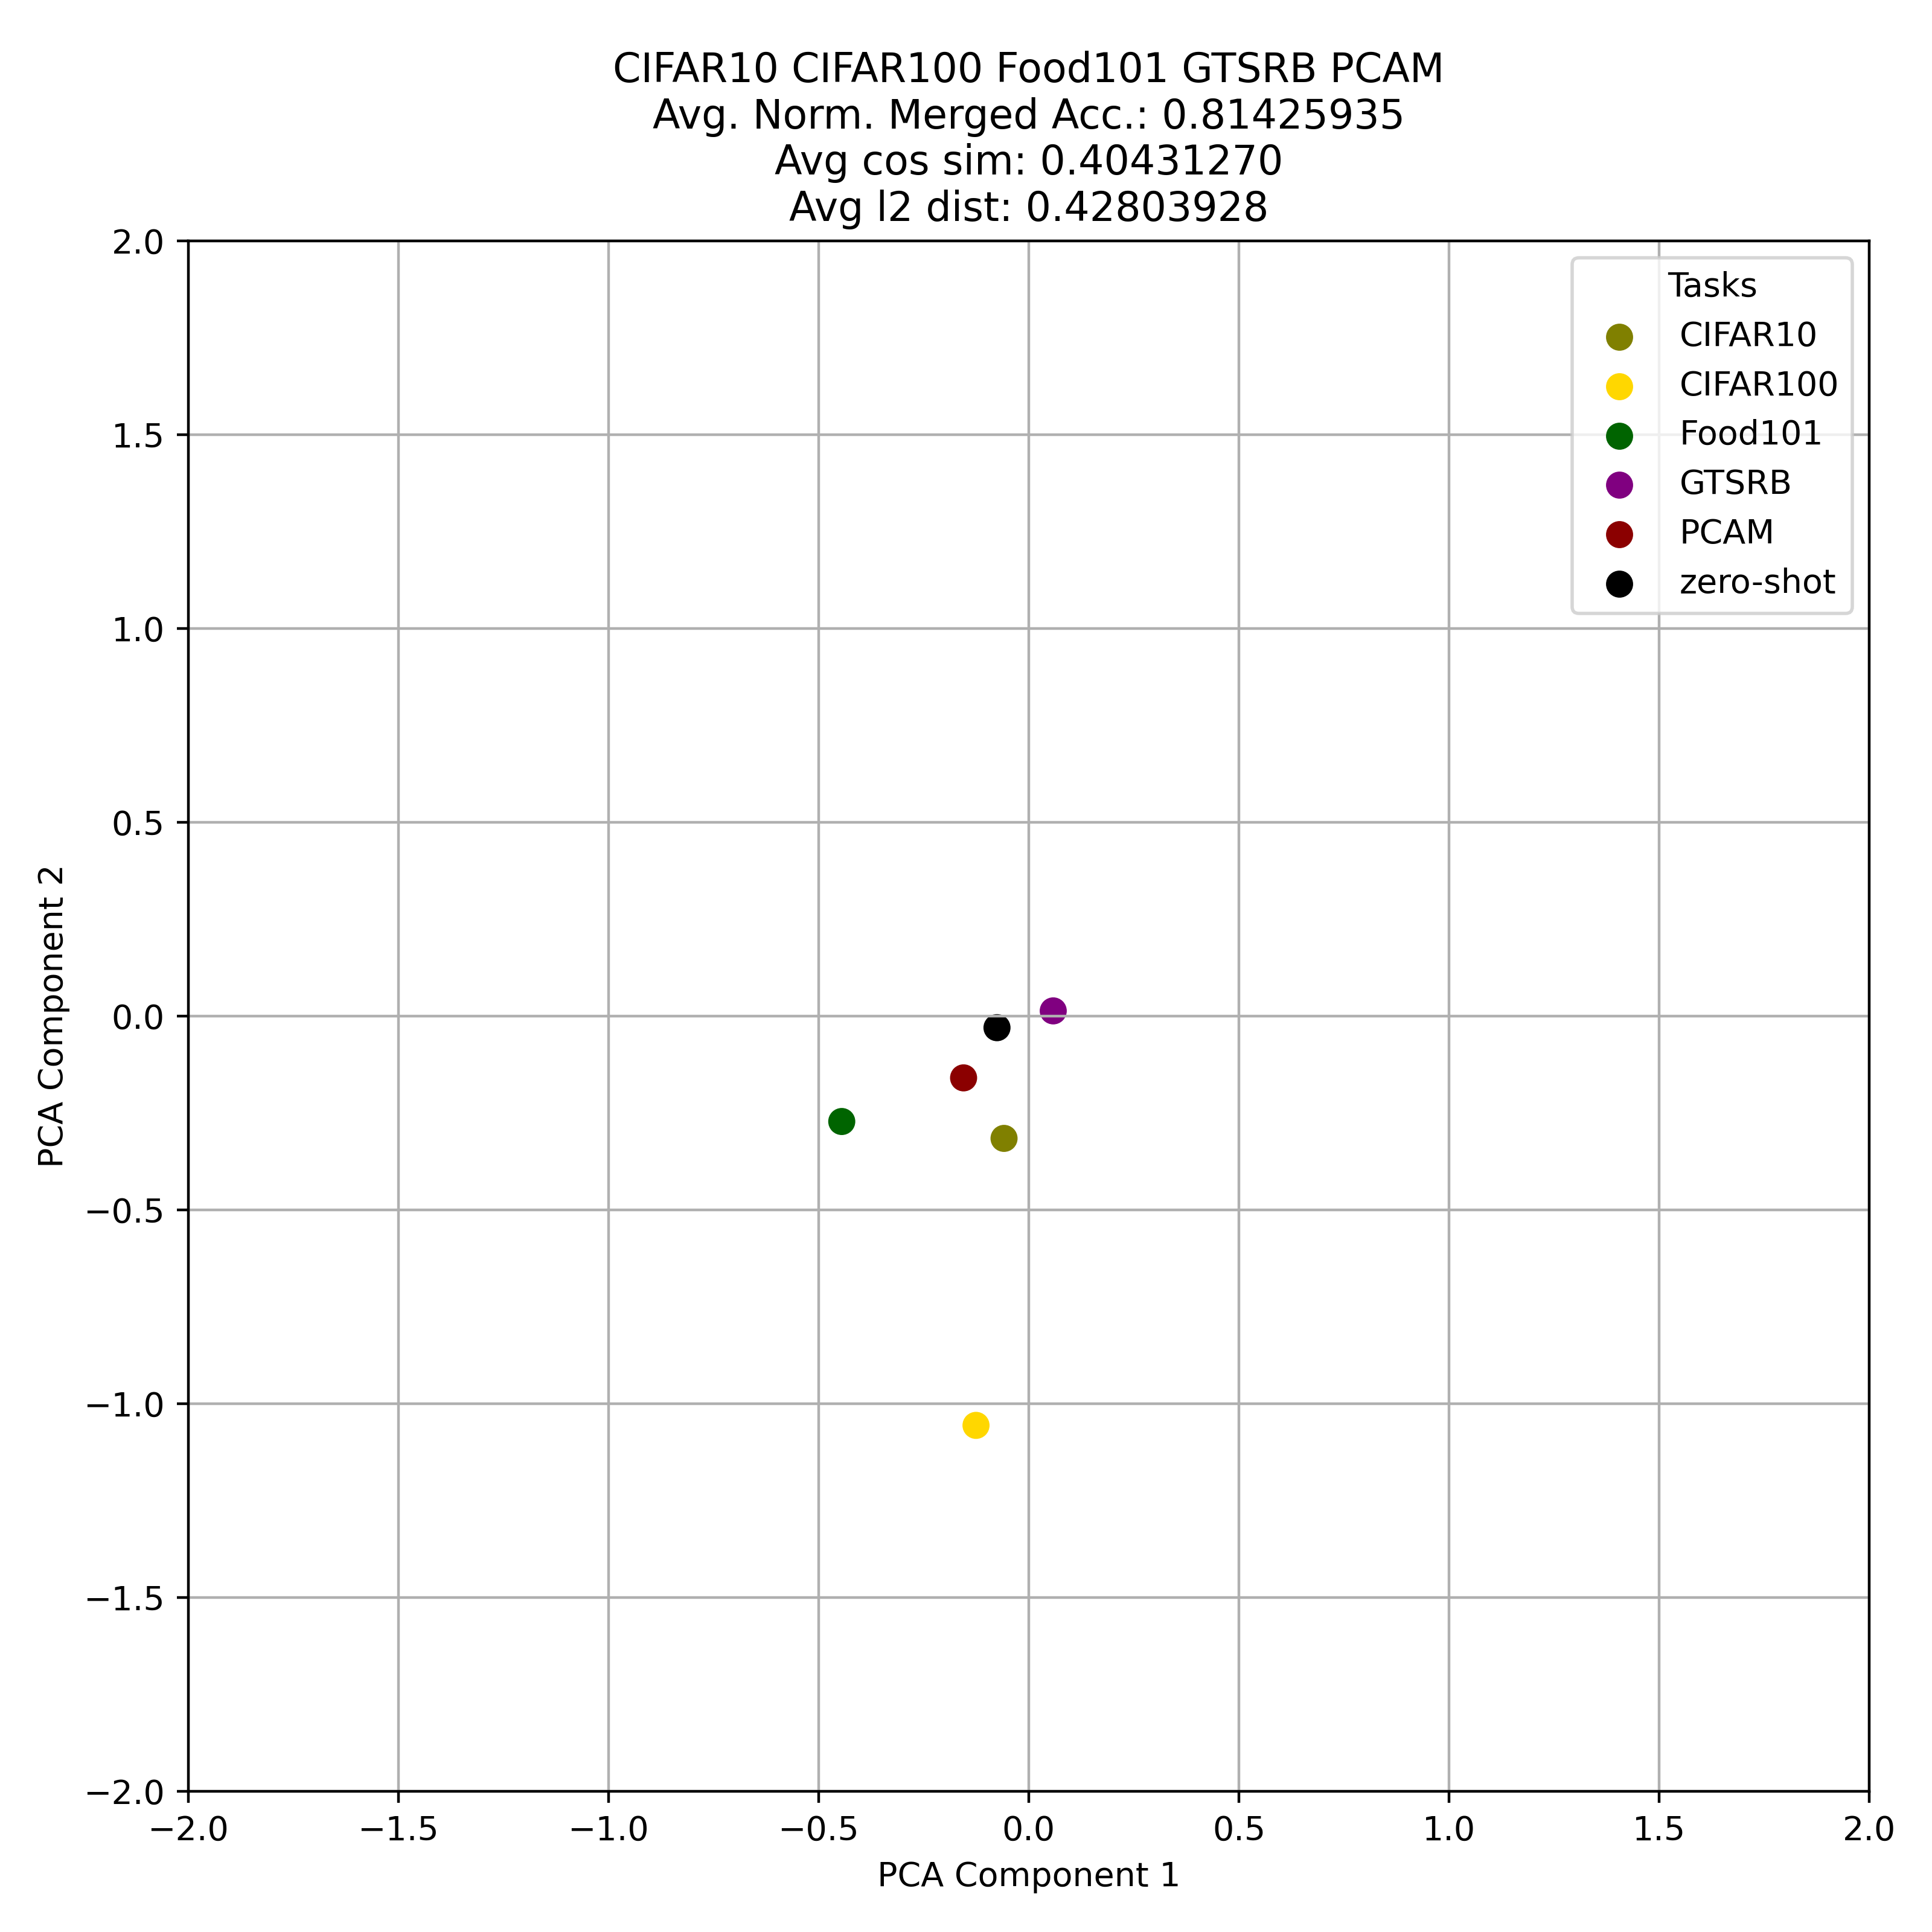 CIFAR10 CIFAR100 Food101 GTSRB PCAM
Avg. Norm. Merged Acc.: 0.81425935
Avg cos sim: 0.40431270
Avg l2 dist: 0.42803928
Tasks
CIFAR10
CIFAR100
Food101
GTSRB
PCAM
zero-shot
PCA Component 2
2.0
1.5
1.0
0.5
0.0
−0.5
−1.0
−1.5
−2.0
−2.0 −1.5 −1.0 −0.5 0.0 0.5 1.0 1.5 2.0
PCA Component 1